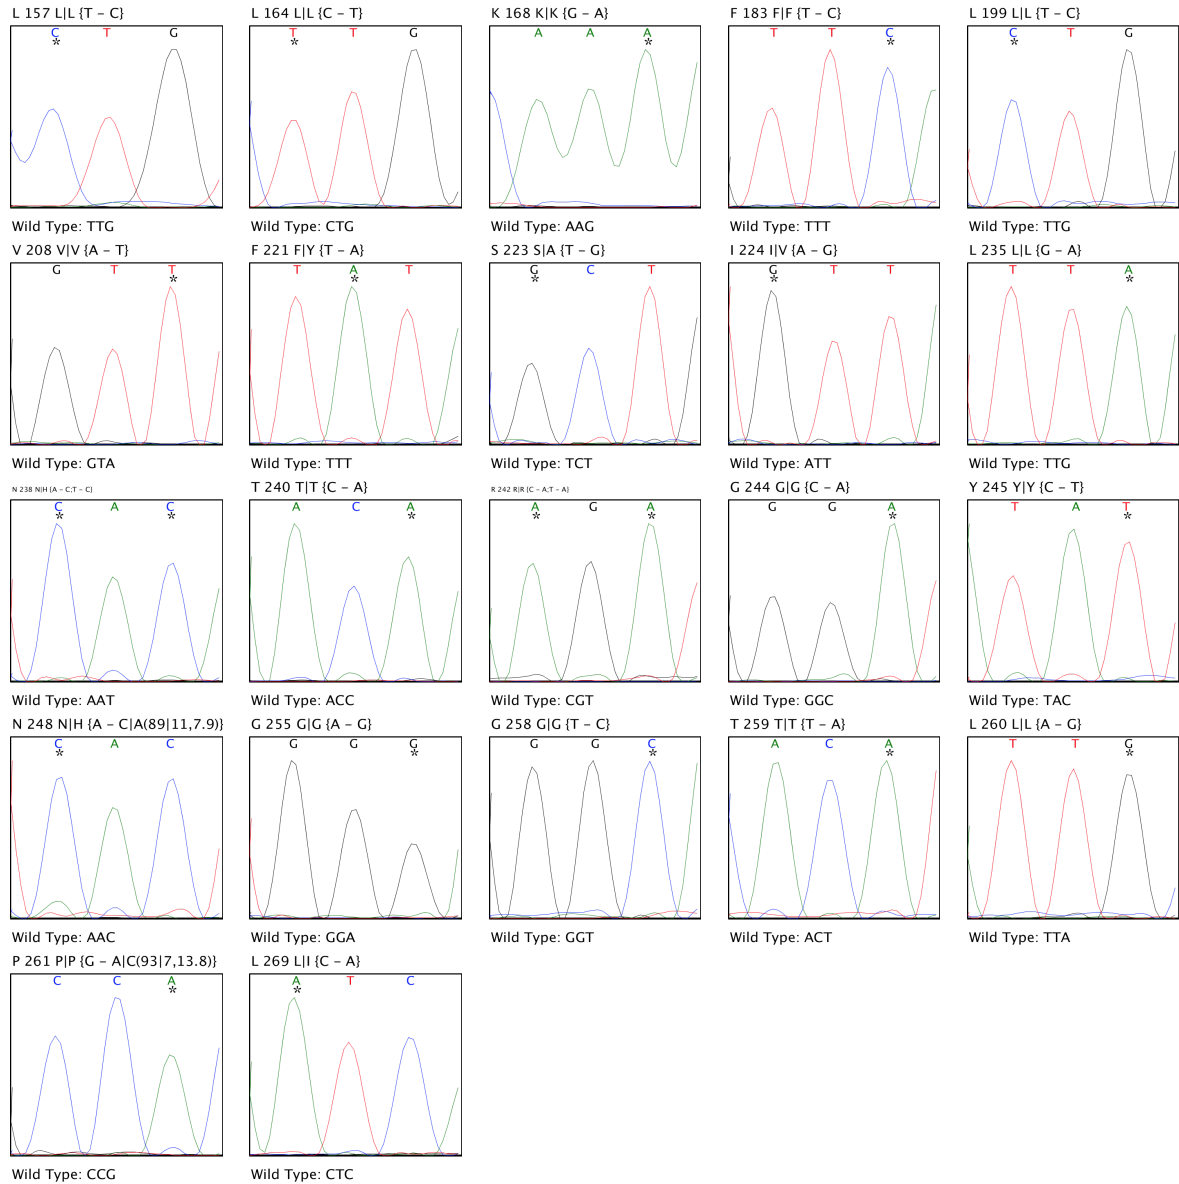 L 157 L|L {T – C}
C T G
*
Wild Type: TTG
L 164 L|L {C – T}
T T G
*
Wild Type: CTG
K 168 K|K {G – A}
A A A
*
Wild Type: AAG
F 183 F|F {T – C}
T T C
*
Wild Type: TTT
L 199 L|L {T – C}
C T G
*
Wild Type: TTG
V 208 V|V {A – T}
G T T
*
Wild Type: GTA
F 221 F|Y {T – A}
T A T
*
Wild Type: TTT
S 223 S|A {T – G}
G C T
*
Wild Type: TCT
I 224 I|V {A – G}
G T T
*
Wild Type: ATT
L 235 L|L {G – A}
T T A
*
Wild Type: TTG
N 238 N|H {A – C;T – C}
C A C
* *
Wild Type: AAT
T 240 T|T {C – A}
A C A
*
Wild Type: ACC
R 242 R|R {C – A;T – A}
A G A
* *
Wild Type: CGT
G 244 G|G {C – A}
G G A
*
Wild Type: GGC
Y 245 Y|Y {C – T}
T A T
*
Wild Type: TAC
N 248 N|H {A – C|A(89|11,7.9)}
C A C
*
Wild Type: AAC
G 255 G|G {A – G}
G G G
*
Wild Type: GGA
G 258 G|G {T – C}
G G C
*
Wild Type: GGT
T 259 T|T {T – A}
A C A
*
Wild Type: ACT
L 260 L|L {A – G}
T T G
*
Wild Type: TTA
P 261 P|P {G – A|C(93|7,13.8)}
C C A
*
Wild Type: CCG
L 269 L|I {C – A}
A T C
*
Wild Type: CTC